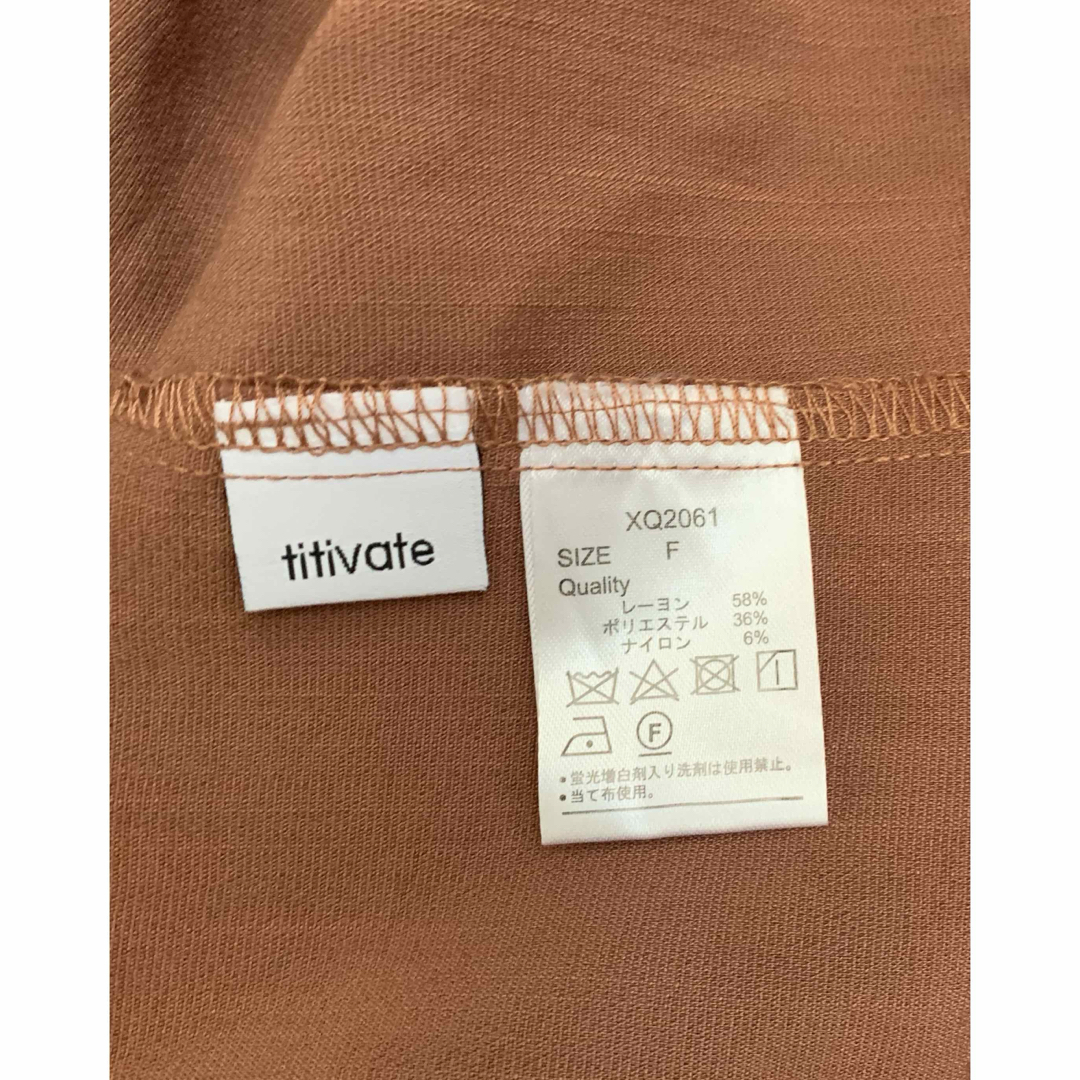 titivate
XQ2061
SIZE F
Quality
レーヨン 58%
ポリエステル 36%
ナイロン 6%
F
• 蛍光増白剤入り洗剤は使用禁止。
• 当て布使用。